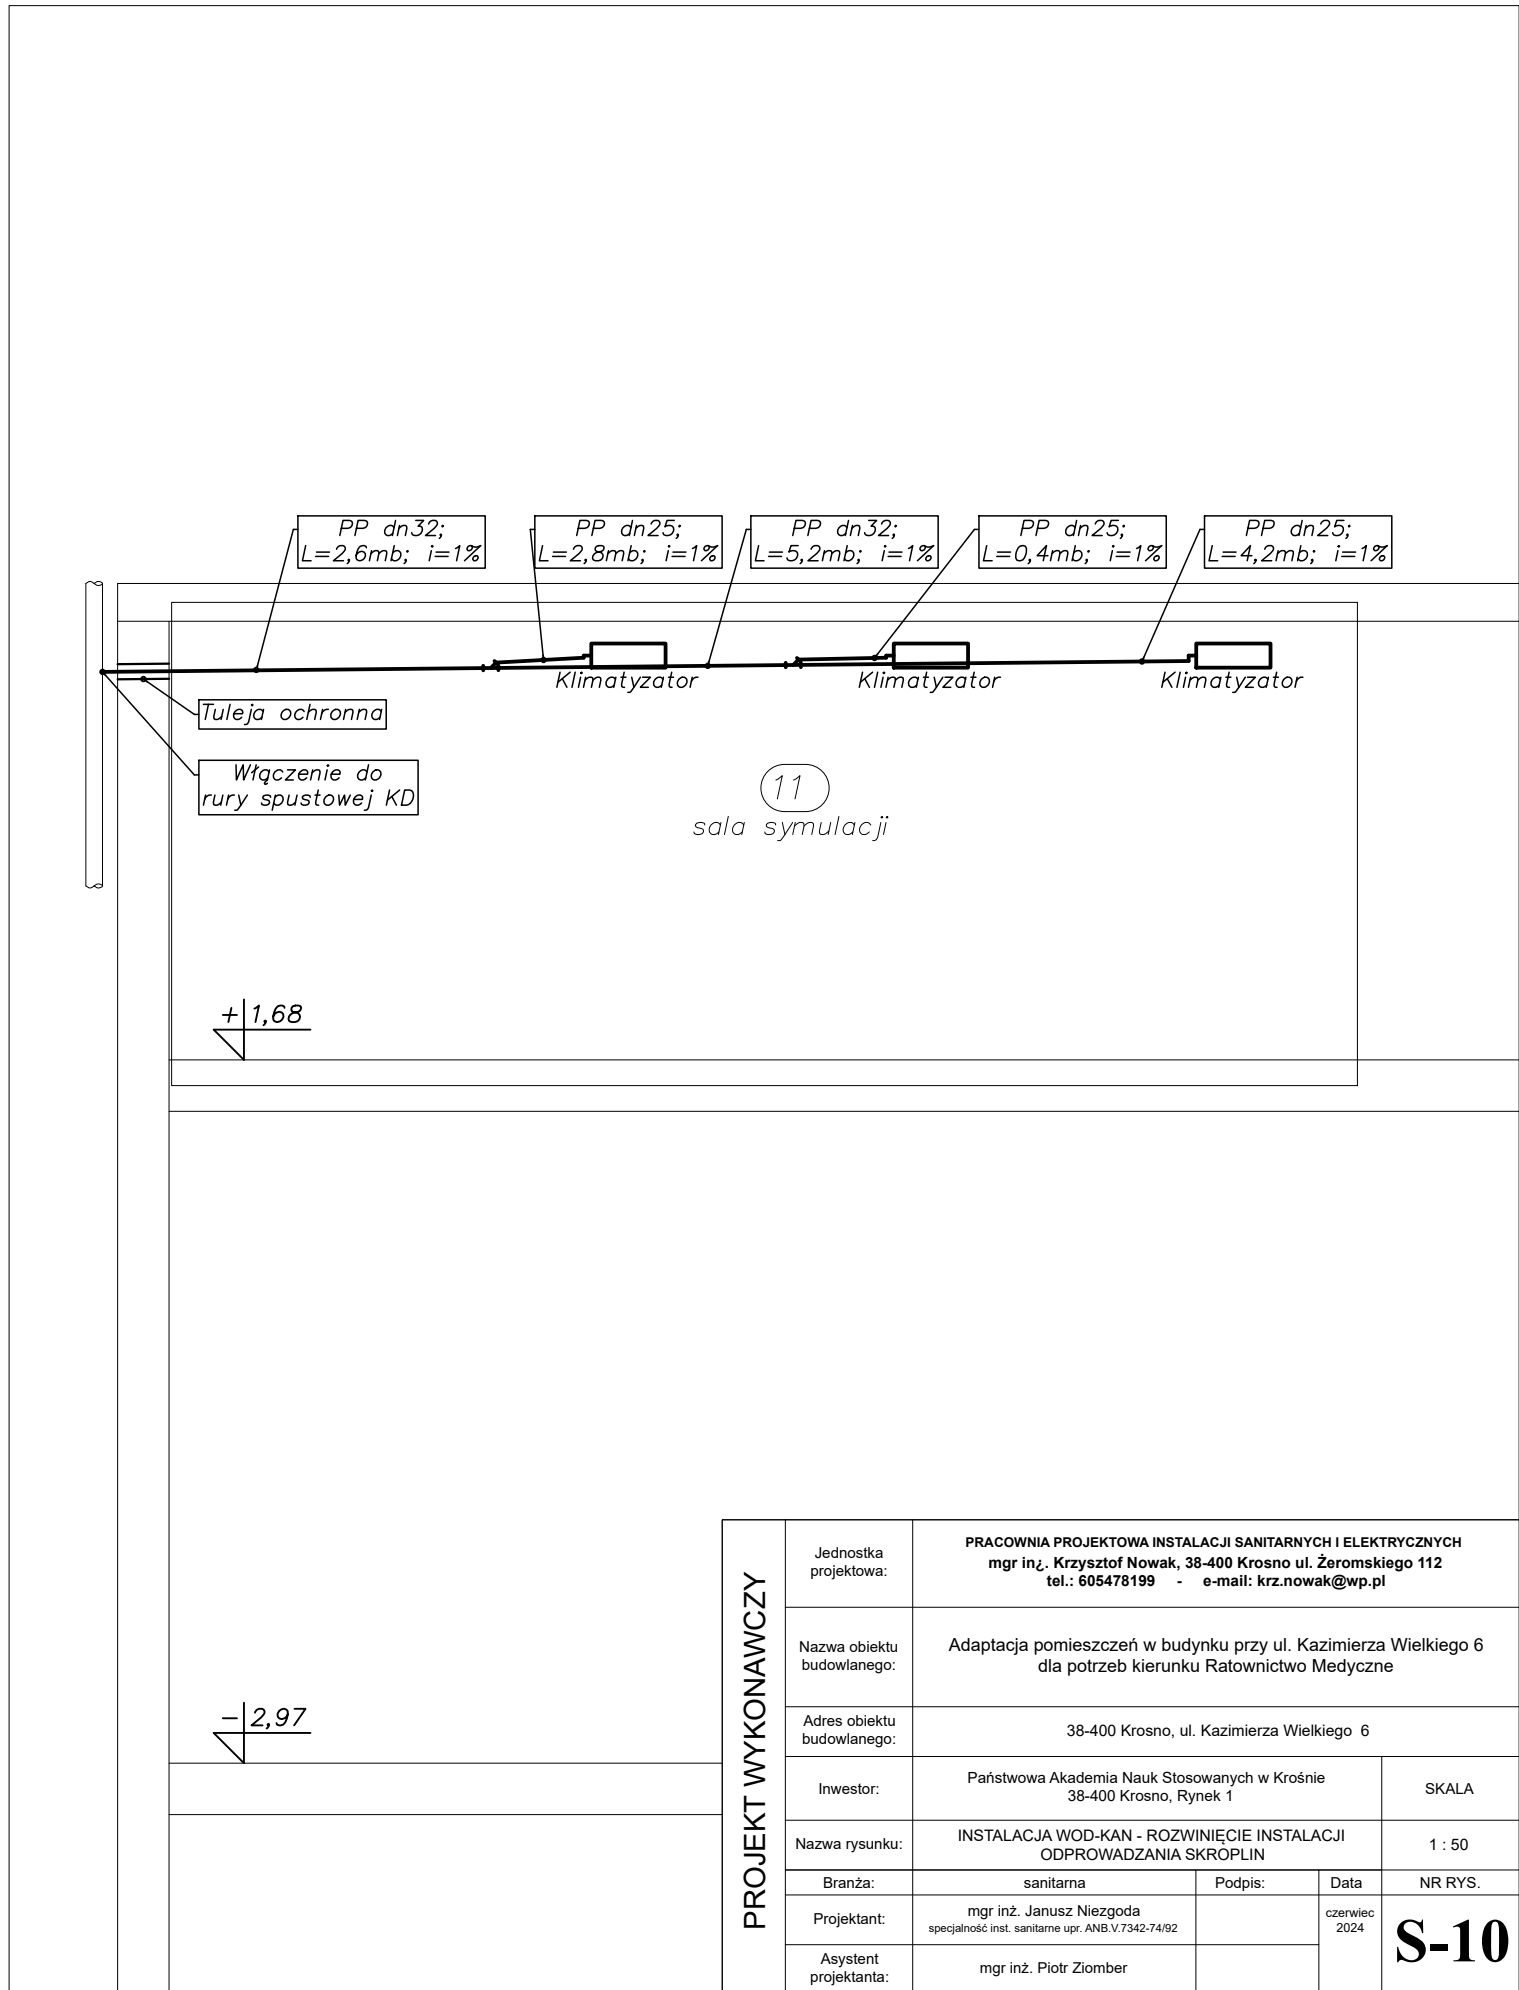 PP dn32;
L=2,6mb; i=1%
PP dn25;
L=2,8mb; i=1%
PP dn32;
L=5,2mb; i=1%
PP dn25;
L=0,4mb; i=1%
PP dn25;
L=4,2mb; i=1%
Klimatyzator
Klimatyzator
Klimatyzator
Tuleja ochronna
Włączenie do
rury spustowej KD
11
sala symulacji
+1,68
-2,97
PROJEKT WYKONAWCZY
Jednostka
projektowa:
PRACOWNIA PROJEKTOWA INSTALACJI SANITARNYCH I ELEKTRYCZNYCH
mgr in¿. Krzysztof Nowak, 38-400 Krosno ul. Żeromskiego 112
tel.: 605478199 - e-mail: krz.nowak@wp.pl
Nazwa obiektu
budowlanego:
Adaptacja pomieszczeń w budynku przy ul. Kazimierza Wielkiego 6
dla potrzeb kierunku Ratownictwo Medyczne
Adres obiektu
budowlanego:
38-400 Krosno, ul. Kazimierza Wielkiego 6
Inwestor:
Państwowa Akademia Nauk Stosowanych w Krośnie
38-400 Krosno, Rynek 1
SKALA
Nazwa rysunku:
INSTALACJA WOD-KAN - ROZWINIĘCIE INSTALACJI
ODPROWADZANIA SKROPLIN
1 : 50
Branża:
sanitarna
Podpis:
Data
NR RYS.
Projektant:
mgr inż. Janusz Niezgoda
specjalność inst. sanitarne upr. ANB.V.7342-74/92
czerwiec
2024
S-10
Asystent
projektanta:
mgr inż. Piotr Ziomber